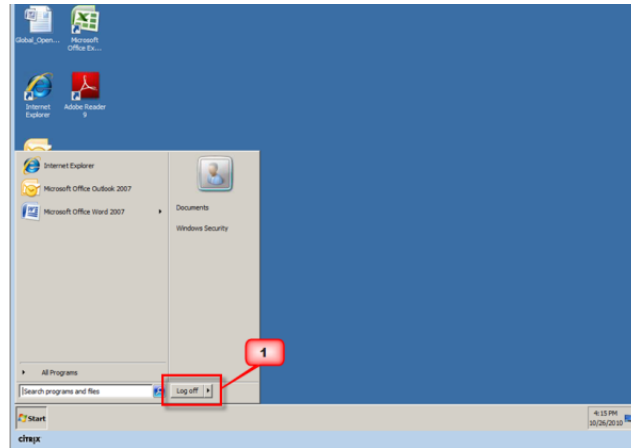 Global_Open...
Microsoft
Office Ex...
Internet
Explorer
Adobe Reader
9
Internet Explorer
Microsoft Office Outlook 2007
Microsoft Office Word 2007
Documents
Windows Security
All Programs
Search programs and files
Log off
1
Start
4:15 PM
10/26/2010
citrix